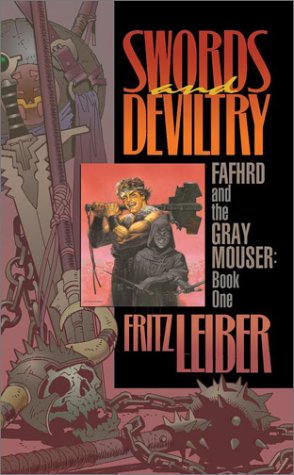 SWORDS
and
DEVILTRY
FAFHRD
and
the
GRAY
MOUSER:
Book
One
FRITZ LEIBER